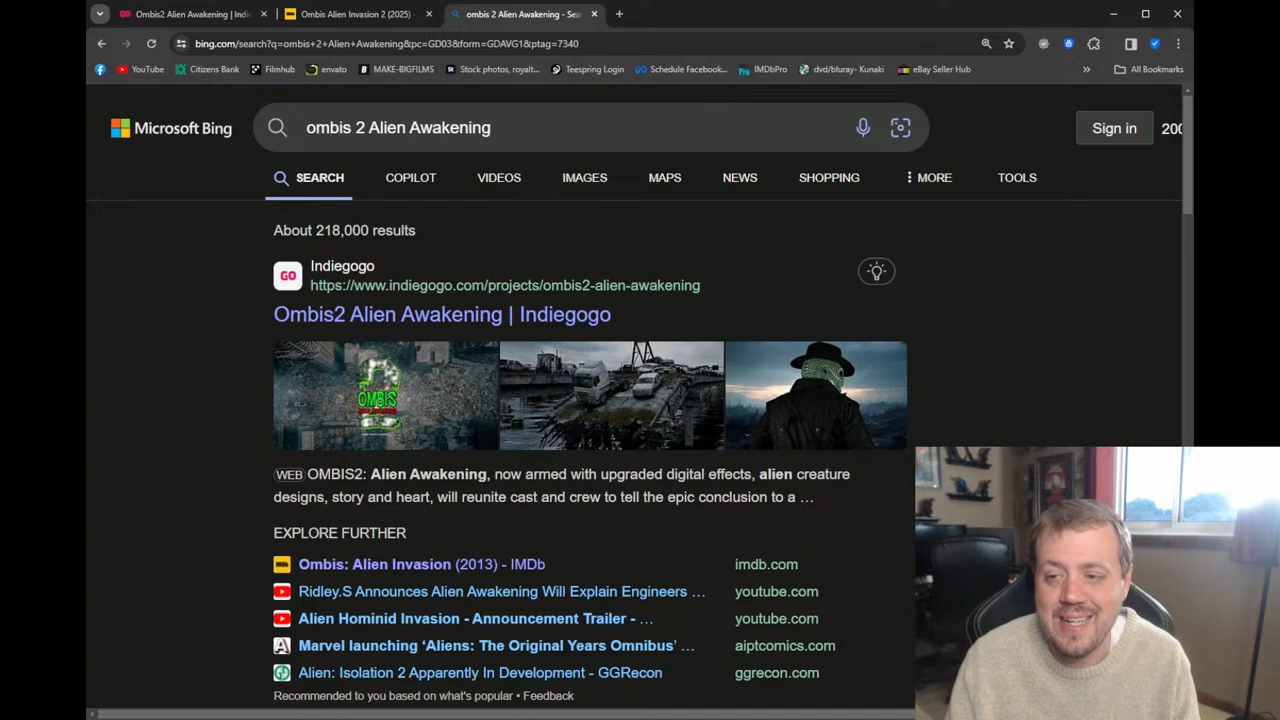 Ombis2 Alien Awakening | Indie
Ombis Alien Invasion 2 (2025) -
ombis 2 Alien Awakening - Sea
bing.com/search?q=ombis+2+Alien+Awakening&pc=GD03&form=GDAVG1&ptag=7340
YouTube
Citizens Bank
Filmhub
envato
MAKE-BIGFILMS
Stock photos, royalt...
Teespring Login
Schedule Facebook...
IMDbPro
dvd/bluray- Kunaki
eBay Seller Hub
All Bookmarks
Microsoft Bing
ombis 2 Alien Awakening
Sign in
200
SEARCH
COPILOT
VIDEOS
IMAGES
MAPS
NEWS
SHOPPING
MORE
TOOLS
About 218,000 results
GO
Indiegogo
https://www.indiegogo.com/projects/ombis2-alien-awakening
Ombis2 Alien Awakening | Indiegogo
OMBIS
WEB OMBIS2: Alien Awakening, now armed with upgraded digital effects, alien creature
designs, story and heart, will reunite cast and crew to tell the epic conclusion to a …
EXPLORE FURTHER
Ombis: Alien Invasion (2013) - IMDb
imdb.com
Ridley.S Announces Alien Awakening Will Explain Engineers …
youtube.com
Alien Hominid Invasion - Announcement Trailer - …
youtube.com
Marvel launching ‘Aliens: The Original Years Omnibus’ …
aiptcomics.com
Alien: Isolation 2 Apparently In Development - GGRecon
ggrecon.com
Recommended to you based on what's popular • Feedback